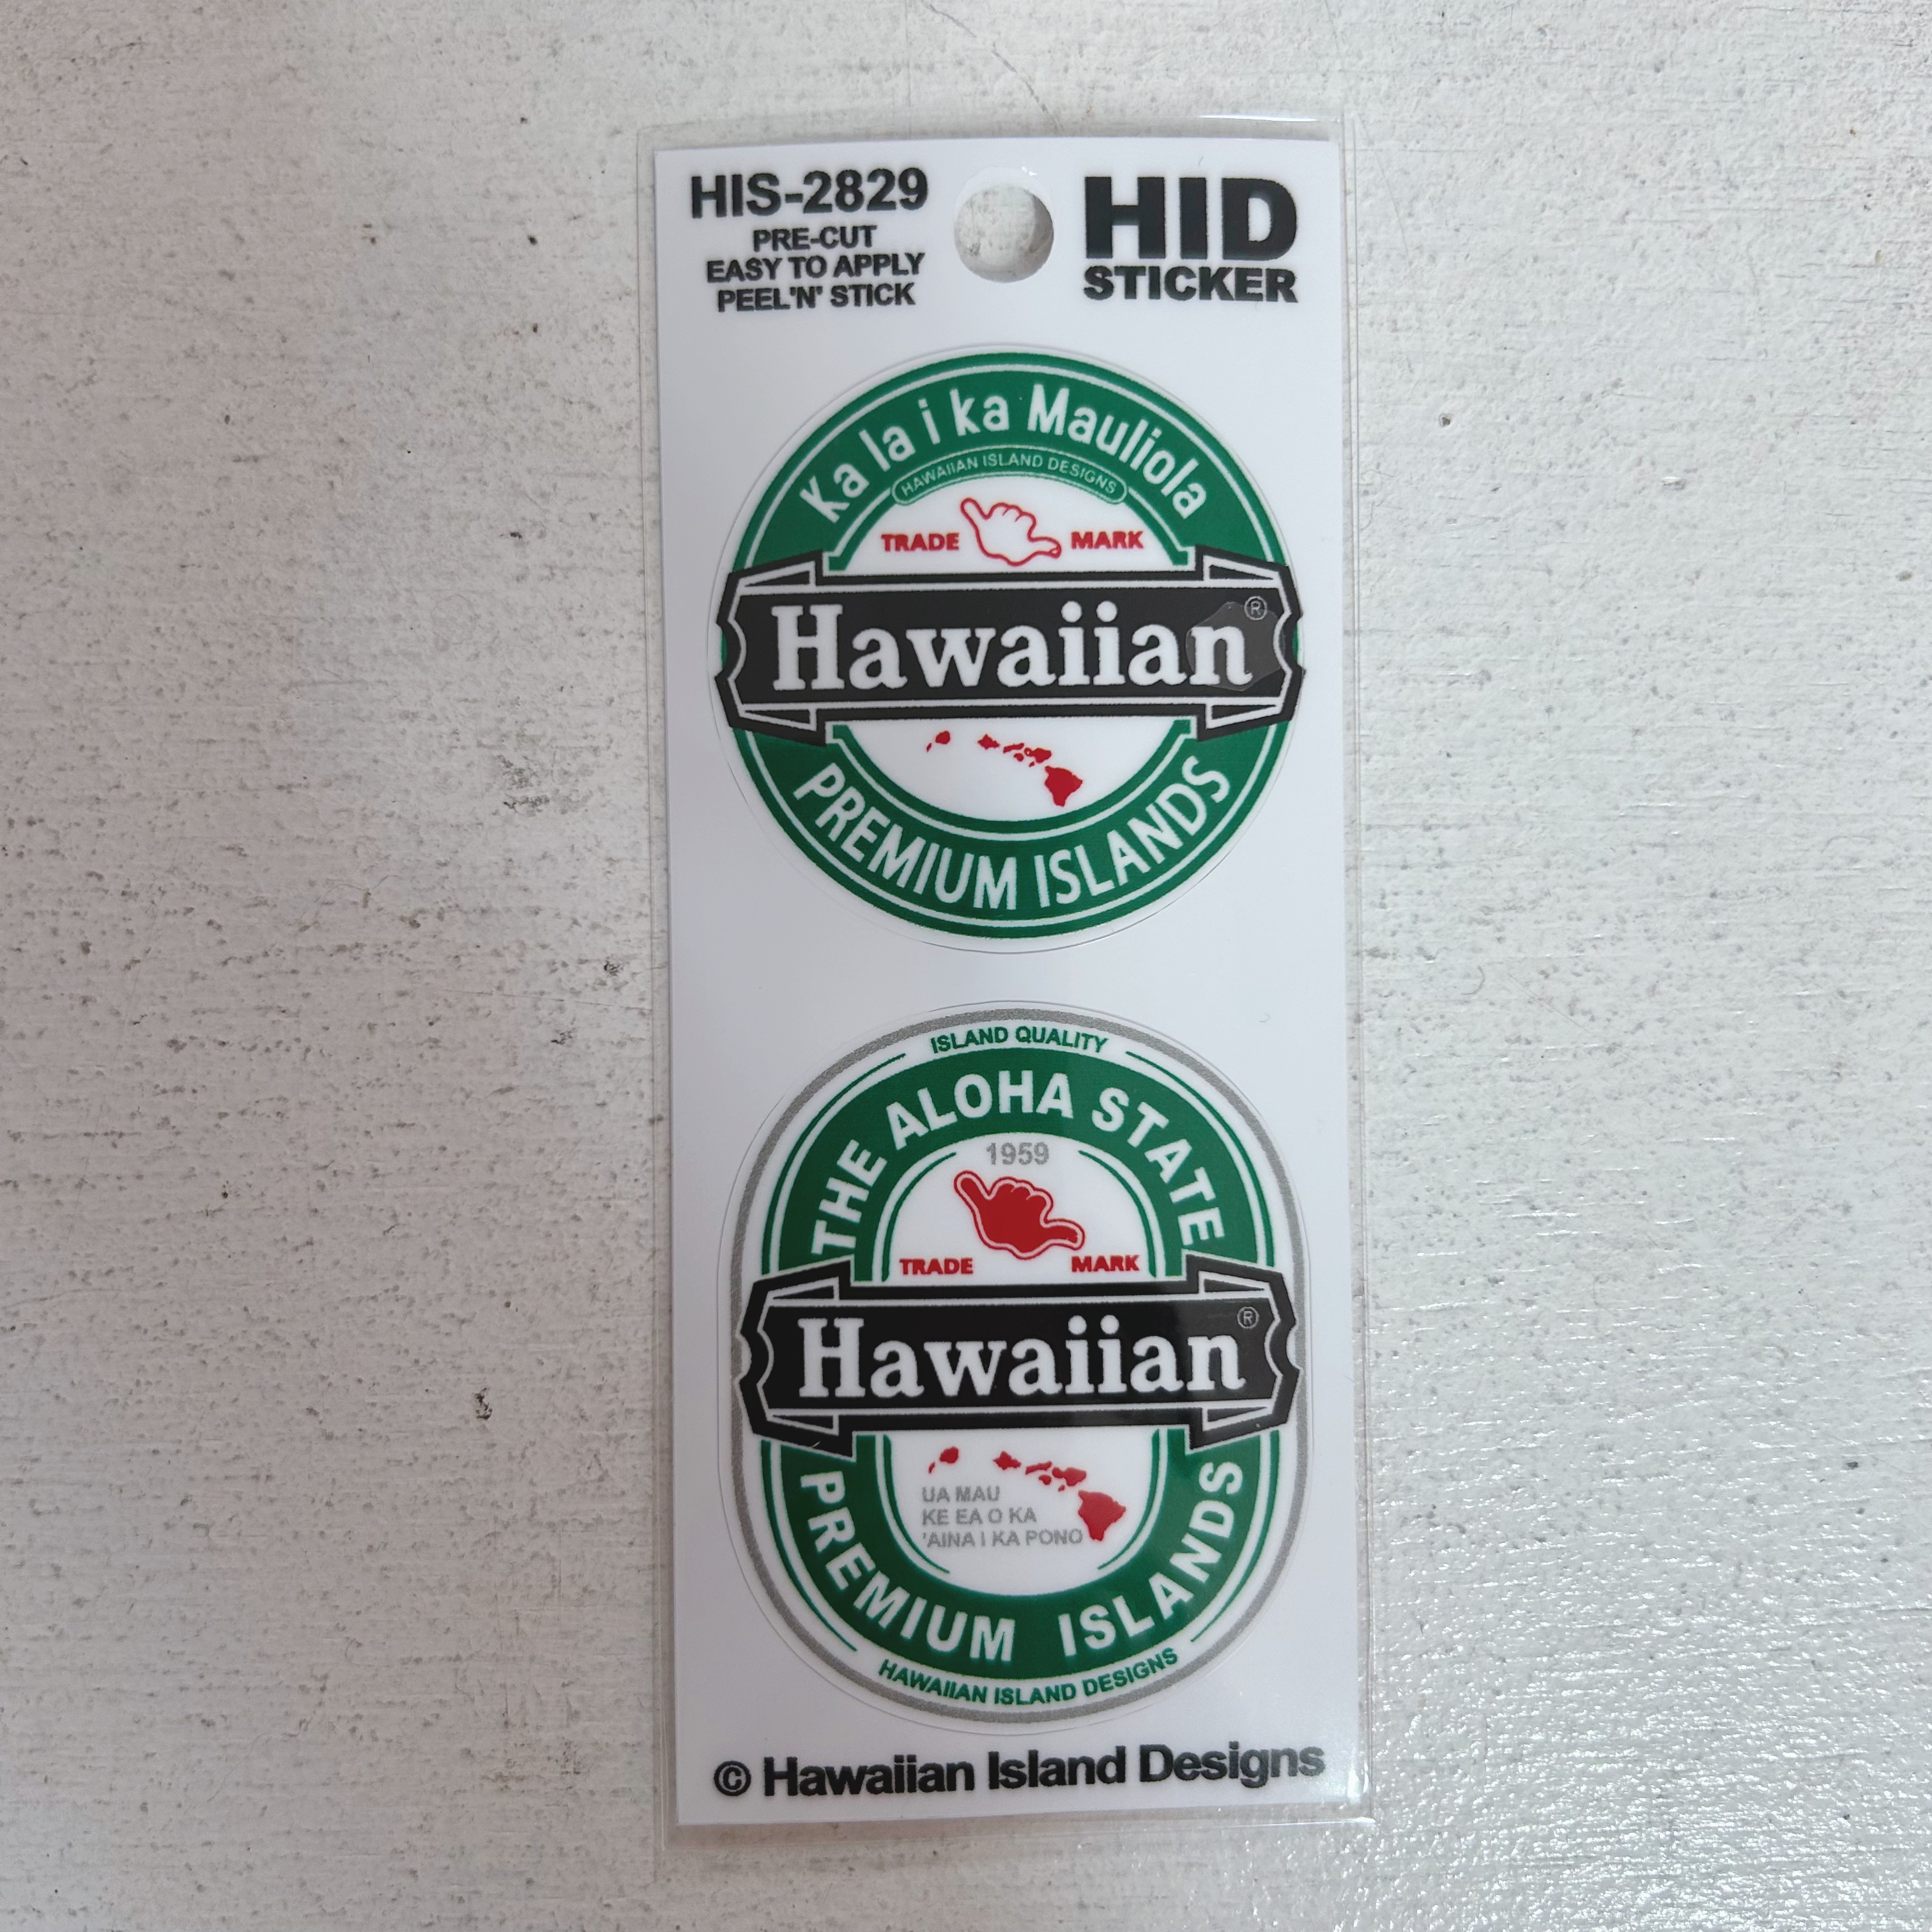 HIS-2829
PRE-CUT
EASY TO APPLY
PEEL'N' STICK
HID
STICKER
Ka la i ka Mauliola
HAWAIIAN ISLAND DESIGNS
TRADE MARK
Hawaiian ®
PREMIUM ISLANDS
ISLAND QUALITY
THE ALOHA STATE
1959
TRADE MARK
Hawaiian ®
UA MAU
KE EA O KA
'AINA I KA PONO
PREMIUM ISLANDS
HAWAIIAN ISLAND DESIGNS
© Hawaiian Island Designs